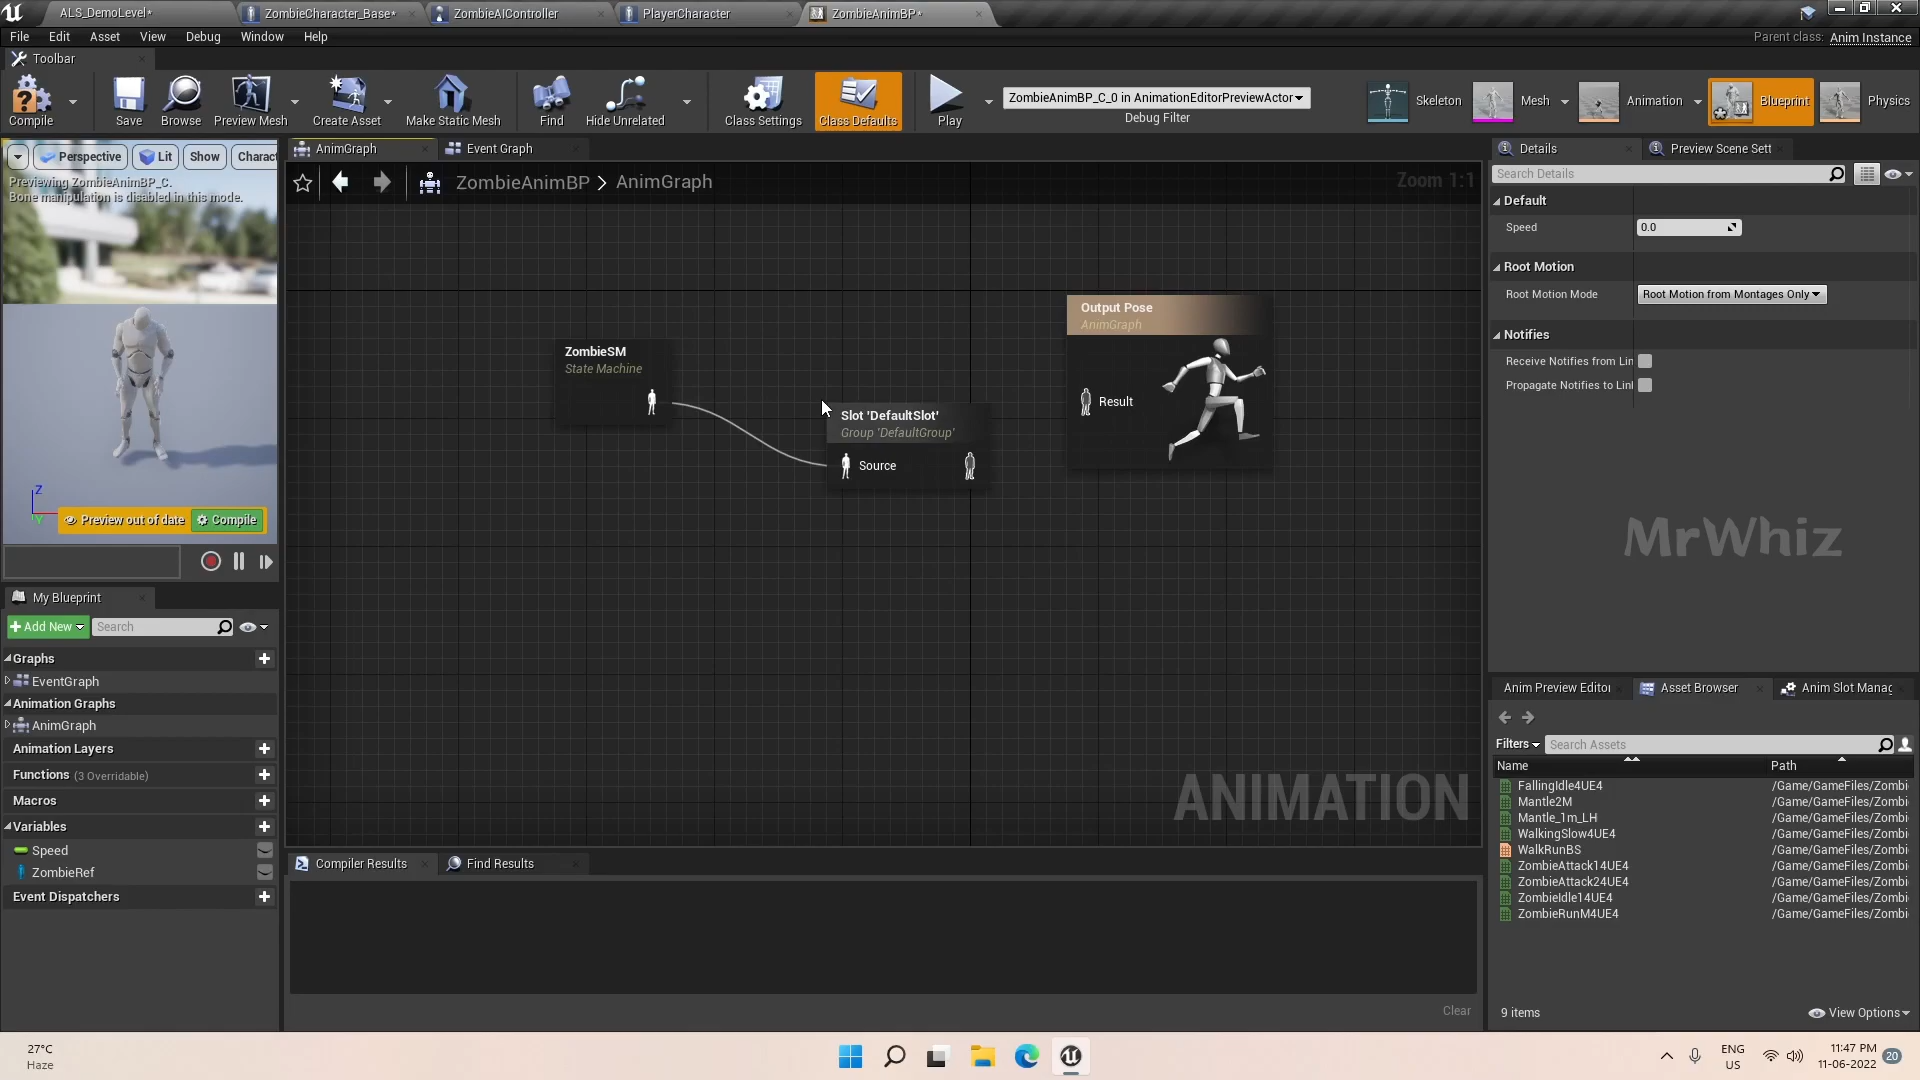 ALS_DemoLevel*
ZombieCharacter_Base*
ZombieAIController
PlayerCharacter
ZombieAnimBP*
File
Edit
Asset
View
Debug
Window
Help
Parent class: Anim Instance
Toolbar
Compile
Save
Browse
Preview Mesh
Create Asset
Make Static Mesh
Find
Hide Unrelated
Class Settings
Class Defaults
Play
ZombieAnimBP_C_0 in AnimationEditorPreviewActor
Debug Filter
Skeleton
Mesh
Animation
Blueprint
Physics
Perspective
Lit
Show
Charact
Previewing ZombieAnimBP_C.
Bone manipulation is disabled in this mode.
Z
Y
Preview out of date
Compile
AnimGraph
Event Graph
ZombieAnimBP > AnimGraph
Zoom 1:1
ZombieSM
State Machine
Slot 'DefaultSlot'
Group 'DefaultGroup'
Source
Output Pose
AnimGraph
Result
ANIMATION
Details
Preview Scene Sett
Search Details
Default
Speed
0.0
Root Motion
Root Motion Mode
Root Motion from Montages Only
Notifies
Receive Notifies from Lin
Propagate Notifies to Linl
MrWhiz
My Blueprint
+ Add New
Search
Graphs
EventGraph
Animation Graphs
AnimGraph
Animation Layers
Functions (3 Overridable)
Macros
Variables
Speed
ZombieRef
Event Dispatchers
Compiler Results
Find Results
Clear
Anim Preview Editor
Asset Browser
Anim Slot Manac
Filters
Search Assets
Name
Path
FallingIdle4UE4 /Game/GameFiles/Zombi
Mantle2M /Game/GameFiles/Zombi
Mantle_1m_LH /Game/GameFiles/Zombi
WalkingSlow4UE4 /Game/GameFiles/Zombi
WalkRunBS /Game/GameFiles/Zombi
ZombieAttack14UE4 /Game/GameFiles/Zombi
ZombieAttack24UE4 /Game/GameFiles/Zombi
ZombieIdle14UE4 /Game/GameFiles/Zombi
ZombieRunM4UE4 /Game/GameFiles/Zombi
9 items
View Options
27°C
Haze
ENG
US
11:47 PM
11-06-2022
20